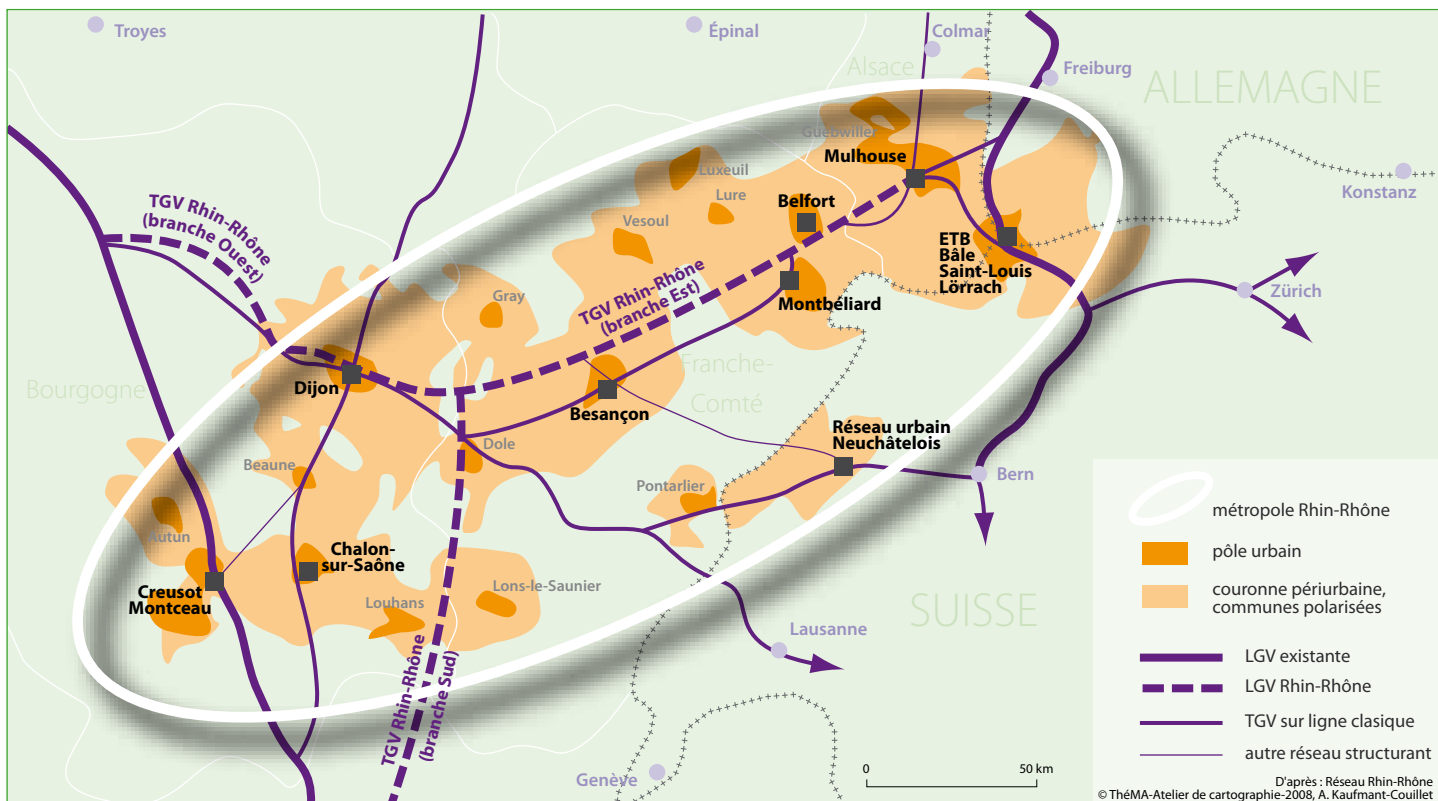 Troyes
Épinal
Colmar
Alsace
Freiburg
ALLEMAGNE
Guebwiller
Mulhouse
Luxeuil
Konstanz
Lure
Belfort
TGV Rhin-Rhône
(branche Ouest)
Vesoul
ETB
Bâle
Saint-Louis
Lörrach
TGV Rhin-Rhône
(branche Est)
Zürich
Gray
Montbéliard
Bourgogne
Dijon
Franche-
Comté
Besançon
Réseau urbain
Neuchâtelois
Dole
Beaune
Bern
Pontarlier
Autun
Chalon-
sur-Saône
Creusot
Montceau
Louhans
Lons-le-Saunier
SUISSE
Lausanne
TGV Rhin-Rhône
(branche Sud)
Genève
0 50 km
métropole Rhin-Rhône
pôle urbain
couronne périurbaine,
communes polarisées
LGV existante
LGV Rhin-Rhône
TGV sur ligne clasique
autre réseau structurant
D'après : Réseau Rhin-Rhône
© ThéMA-Atelier de cartographie-2008, A. Kaufmant-Couillet